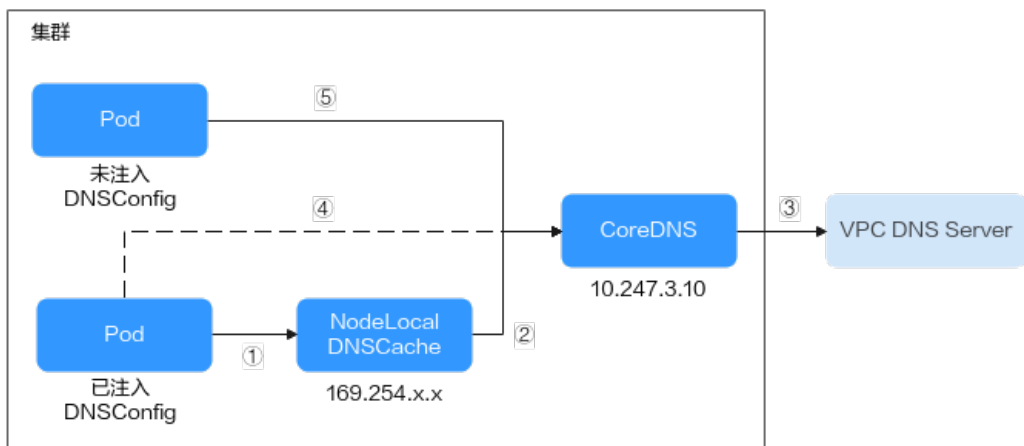 集群
⑤
Pod
未注入
DNSConfig
④
③
CoreDNS
VPC DNS Server
10.247.3.10
Pod
NodeLocal
DNSCache
①
②
已注入
DNSConfig
169.254.x.x